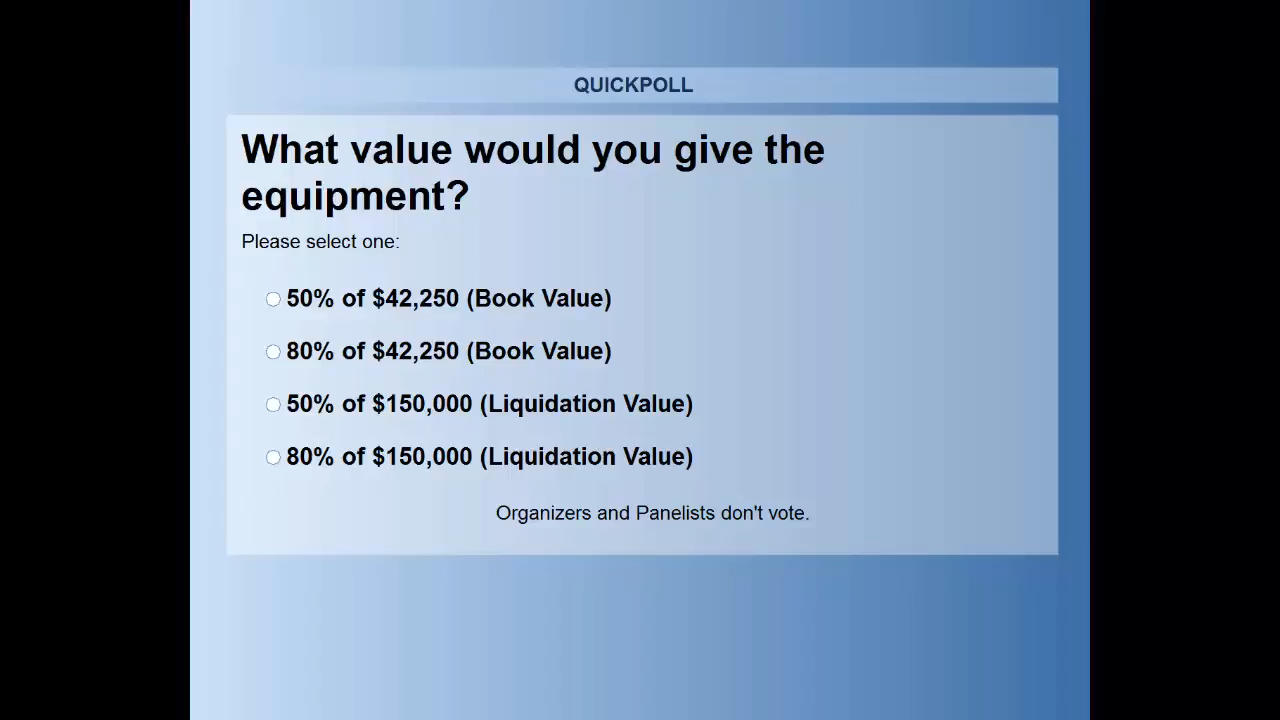 QUICKPOLL
What value would you give the
equipment?
Please select one:
50% of $42,250 (Book Value)
80% of $42,250 (Book Value)
50% of $150,000 (Liquidation Value)
80% of $150,000 (Liquidation Value)
Organizers and Panelists don't vote.